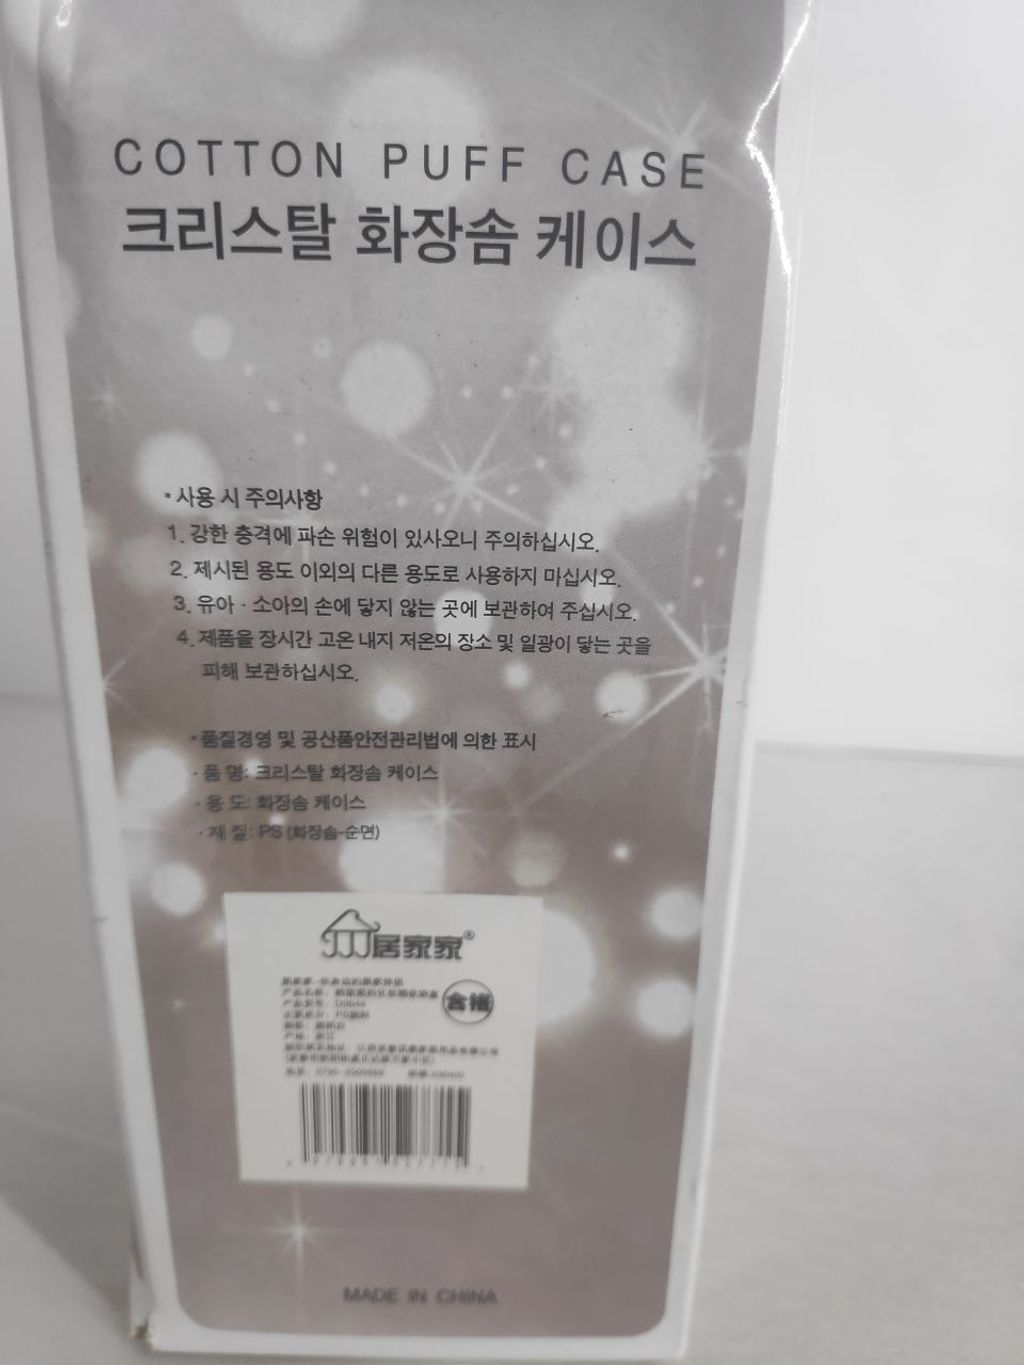 COTTON PUFF CASE
크리스탈 화장솜 케이스
• 사용 시 주의사항
1. 강한 충격에 파손 위험이 있사오니 주의하십시오.
2. 제시된 용도 이외의 다른 용도로 사용하지 마십시오.
3. 유아 · 소아의 손에 닿지 않는 곳에 보관하여 주십시오.
4. 제품을 장시간 고온 내지 저온의 장소 및 일광이 닿는 곳을
피해 보관하십시오.
• 품질경영 및 공산품안전관리법에 의한 표시
· 품 명: 크리스탈 화장솜 케이스
· 용 도: 화장솜 케이스
· 재 질: PS (화장솜-순면)
居家家®
合格
MADE IN CHINA